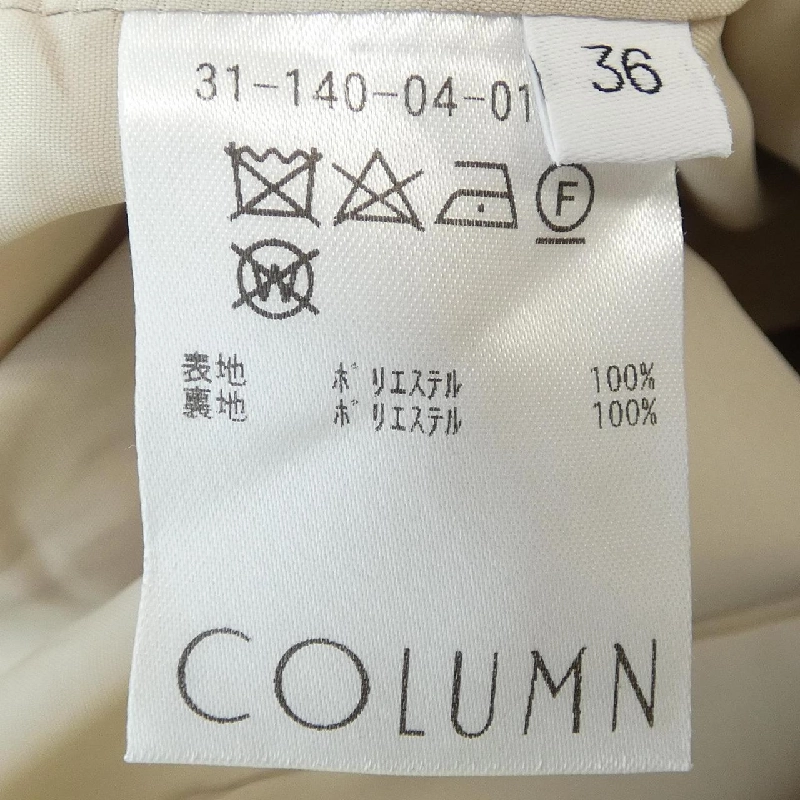 36
31-140-04-01
F
W
表地 ポリエステル 100%
裏地 ポリエステル 100%
COLUMN